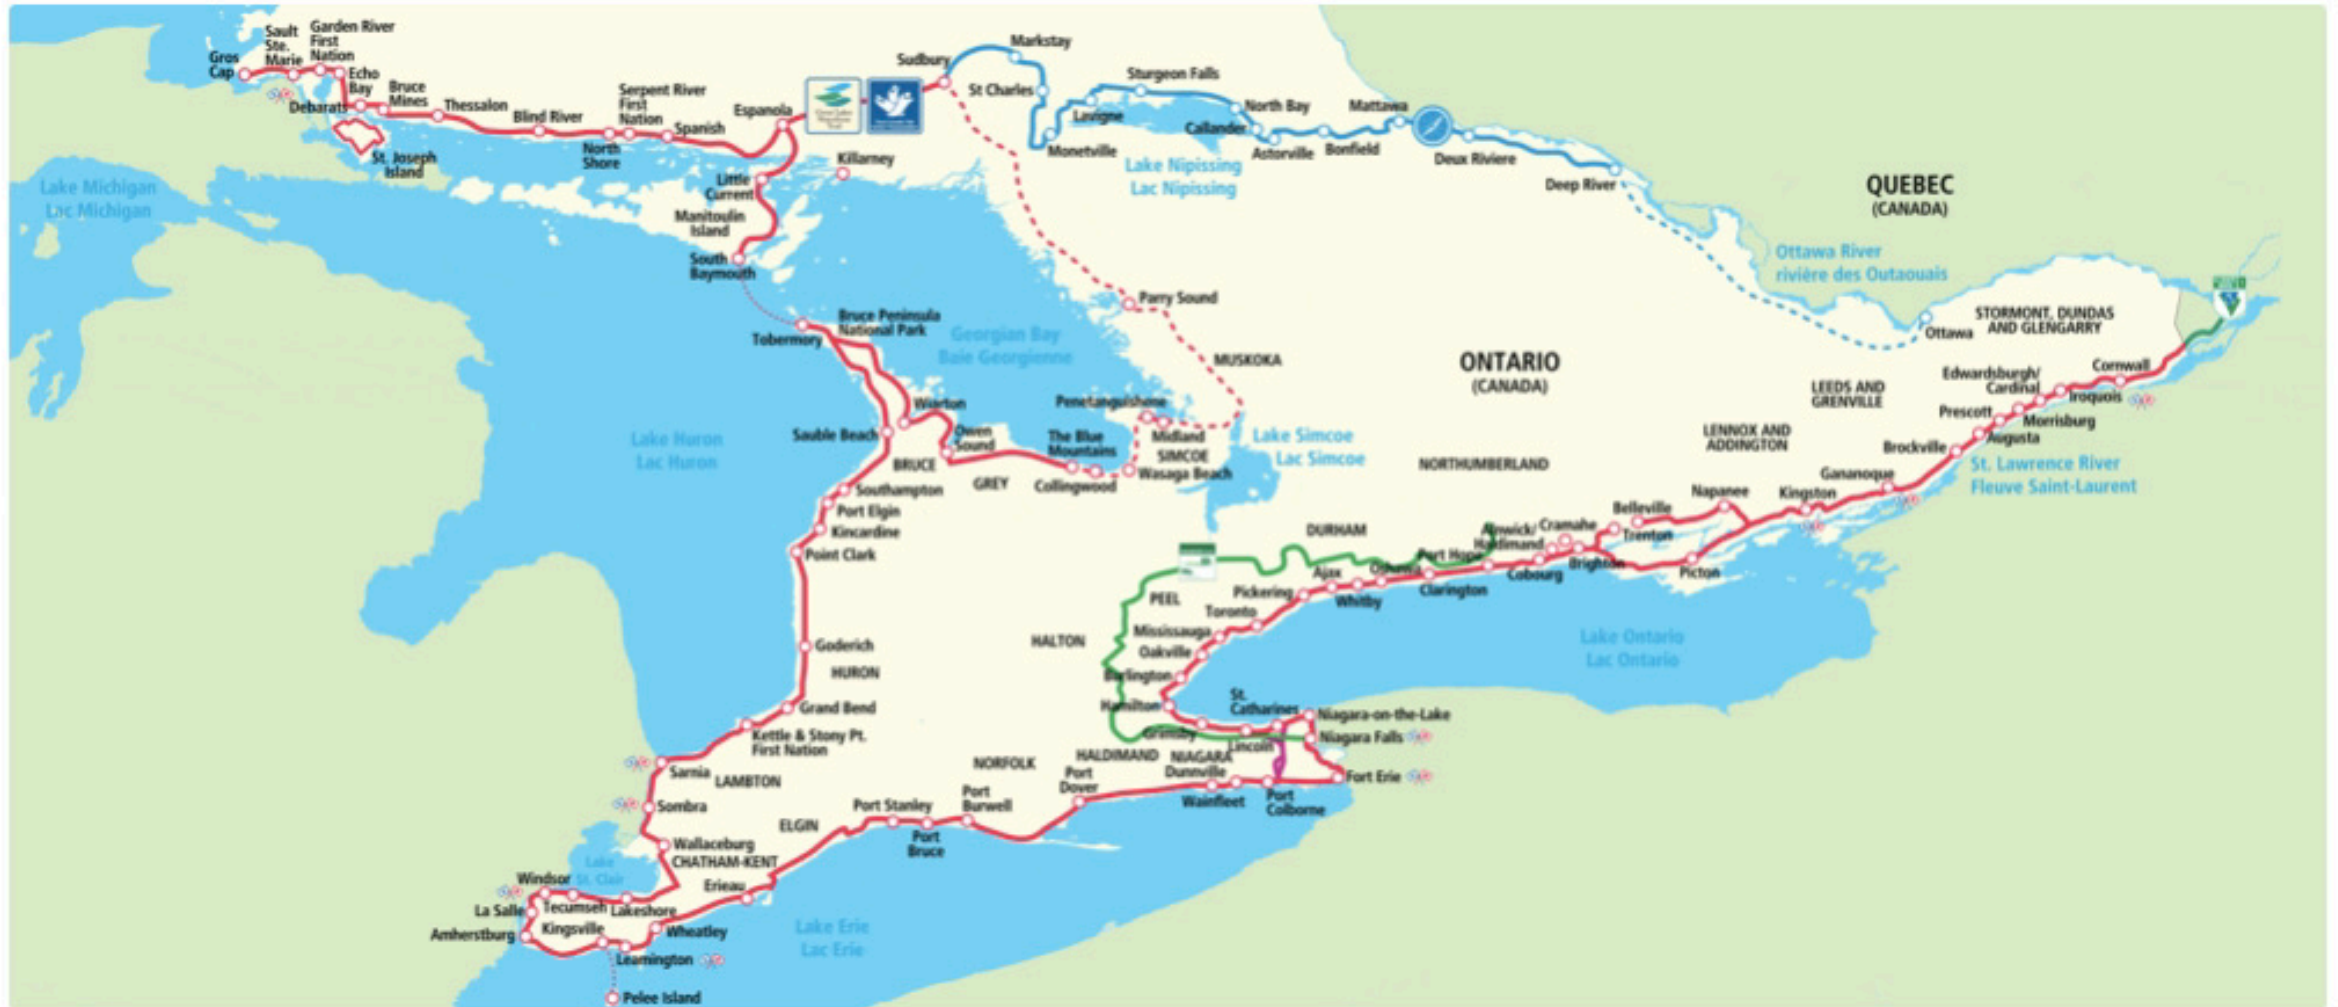 Garden River
First
Nation
Sault
Ste.
Marie
Gros
Cap
Echo
Bay
Debarats
Bruce
Mines
Thessalon
St. Joseph
Island
Blind River
Serpent River
First
Nation
North
Shore
Spanish
Espanola
Sudbury
Markstay
St Charles
Monetville
Lavigne
Sturgeon Falls
North Bay
Callander
Astorville
Bonfield
Mattawa
Deux Riviere
Deep River
Lake Nipissing
Lac Nipissing
Killarney
Little
Current
Manitoulin
Island
South
Baymouth
Lake Michigan
Lac Michigan
QUEBEC
(CANADA)
Ottawa River
rivière des Outaouais
Parry Sound
MUSKOKA
Tobermory
Bruce Peninsula
National Park
Georgian Bay
Baie Georgienne
ONTARIO
(CANADA)
Ottawa
STORMONT, DUNDAS
AND GLENGARRY
Cornwall
Edwardsburgh/
Cardinal
Iroquois
LEEDS AND
GRENVILLE
Prescott
Morrisburg
Augusta
Brockville
LENNOX AND
ADDINGTON
St. Lawrence River
Fleuve Saint-Laurent
Gananoque
Kingston
Napanee
Belleville
NORTHUMBERLAND
Wiarton
Sauble Beach
Owen
Sound
BRUCE
GREY
The Blue
Mountains
Collingwood
Penetanguishene
Midland
SIMCOE
Wasaga Beach
Lake Simcoe
Lac Simcoe
Lake Huron
Lac Huron
Southampton
Port Elgin
Kincardine
Point Clark
DURHAM
Alnwick/
Haldimand
Cramahe
Trenton
Port Hope
Cobourg
Brighton
Picton
Oshawa
Clarington
Ajax
Whitby
Pickering
PEEL
Toronto
Mississauga
HALTON
Oakville
Burlington
Hamilton
Lake Ontario
Lac Ontario
Goderich
HURON
Grand Bend
Kettle & Stony Pt.
First Nation
St.
Catharines
Niagara-on-the-Lake
Grimsby
Lincoln
Niagara Falls
HALDIMAND
NIAGARA
NORFOLK
Dunnville
Fort Erie
Wainfleet
Port
Colborne
Port
Dover
Sarnia
LAMBTON
Sombra
Port Stanley
Port
Burwell
ELGIN
Port
Bruce
Wallaceburg
CHATHAM-KENT
Lake
St. Clair
Windsor
Erieau
La Salle
Tecumseh
Lakeshore
Amherstburg
Kingsville
Wheatley
Leamington
Pelee Island
Lake Erie
Lac Erie